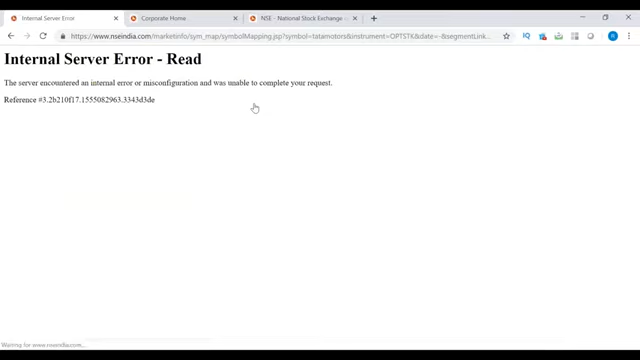 Internal Server Error
Corporate Home
NSE - National Stock Exchange
https://www.nseindia.com/marketinfo/sym_map/symbolMapping.jsp?symbol=tatamotors&instrument=OPTSTK&date=-&segmentLink...
Internal Server Error - Read
The server encountered an internal error or misconfiguration and was unable to complete your request.
Reference #3.2b210f17.1555082963.3343d3de
Waiting for www.nseindia.com...